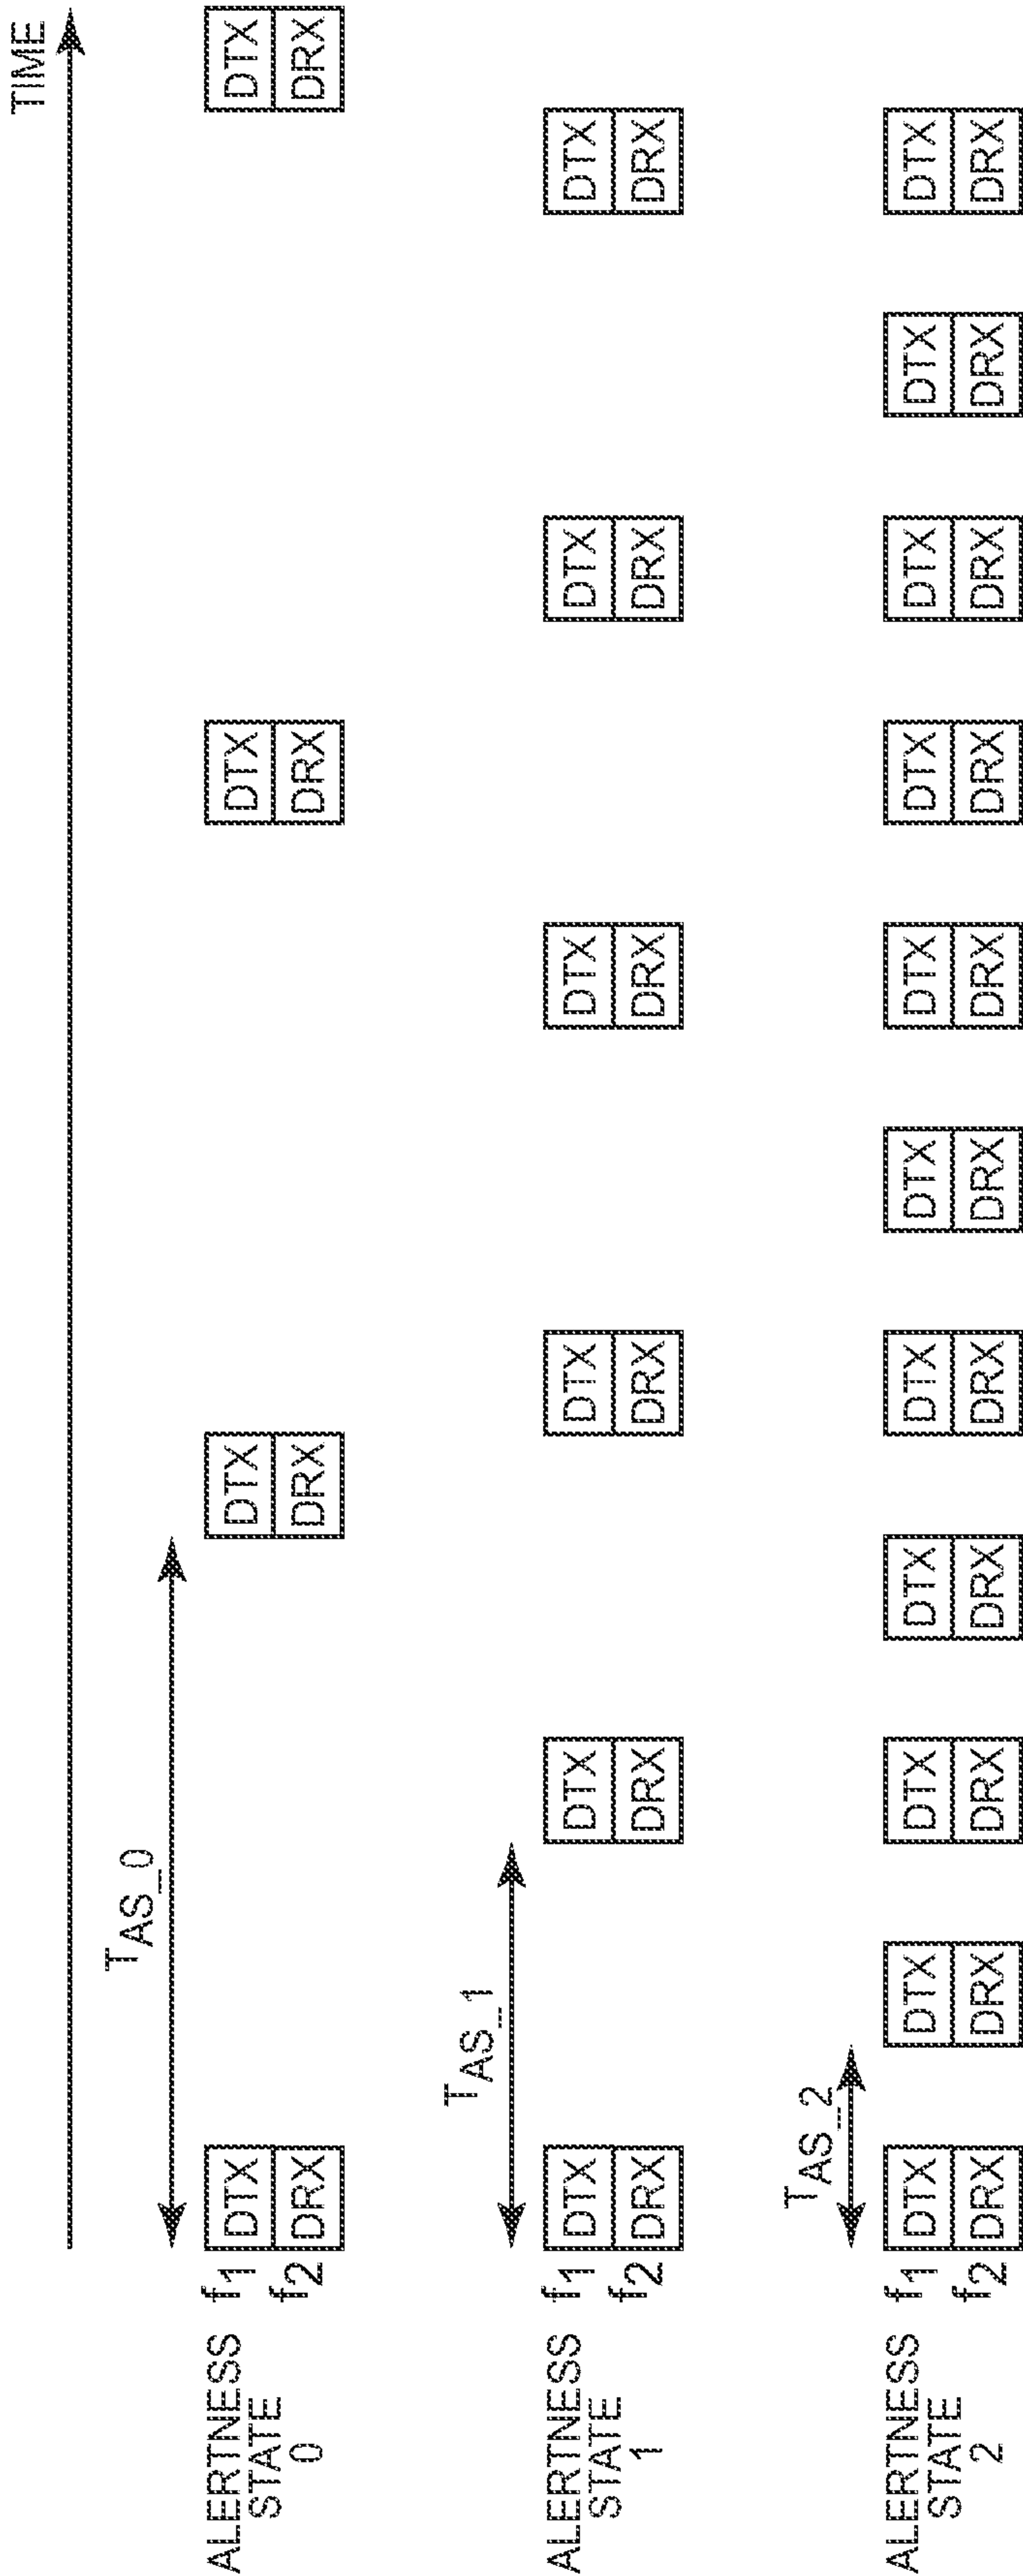 TIME
TAS_0
ALERTNESS
STATE
0
f1 DTX DTX DTX DTX
f2 DRX DRX DRX DRX
TAS_1
ALERTNESS
STATE
1
f1 DTX DTX DTX DTX DTX DTX
f2 DRX DRX DRX DRX DRX DRX
TAS_2
ALERTNESS
STATE
2
f1 DTX DTX DTX DTX DTX DTX DTX DTX DTX DTX DTX
f2 DRX DRX DRX DRX DRX DRX DRX DRX DRX DRX DRX